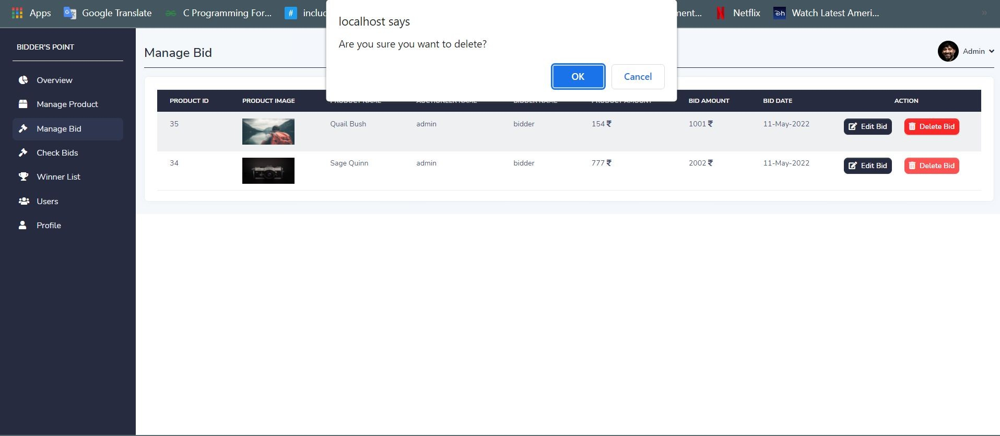 Apps Google Translate C Programming For... # includ ment... Netflix Watch Latest Ameri... »
localhost says
Are you sure you want to delete?
OK Cancel
BIDDER'S POINT
Overview
Manage Product
Manage Bid
Check Bids
Winner List
Users
Profile
Manage Bid
Admin
PRODUCT ID PRODUCT IMAGE PRODUCT NAME AUCTIONEER NAME BIDDER NAME PRODUCT AMOUNT BID AMOUNT BID DATE ACTION
35 Quail Bush admin bidder 154 ₹ 1001 ₹ 11-May-2022 Edit Bid Delete Bid
34 Sage Quinn admin bidder 777 ₹ 2002 ₹ 11-May-2022 Edit Bid Delete Bid